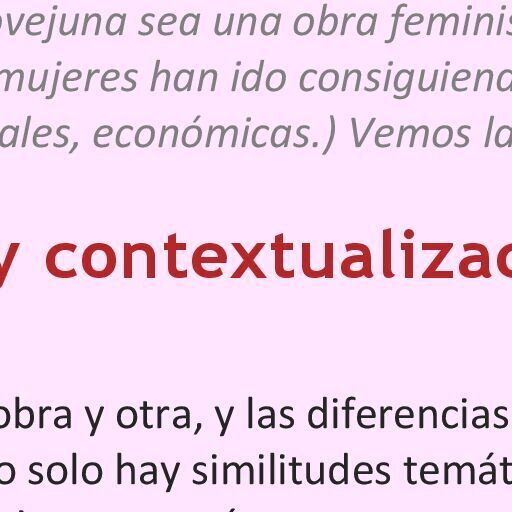 ovejuna sea una obra feminis
mujeres han ido consiguiend
ales, económicas.) Vemos la
y contextualizac
obra y otra, y las diferencias
o solo hay similitudes temát